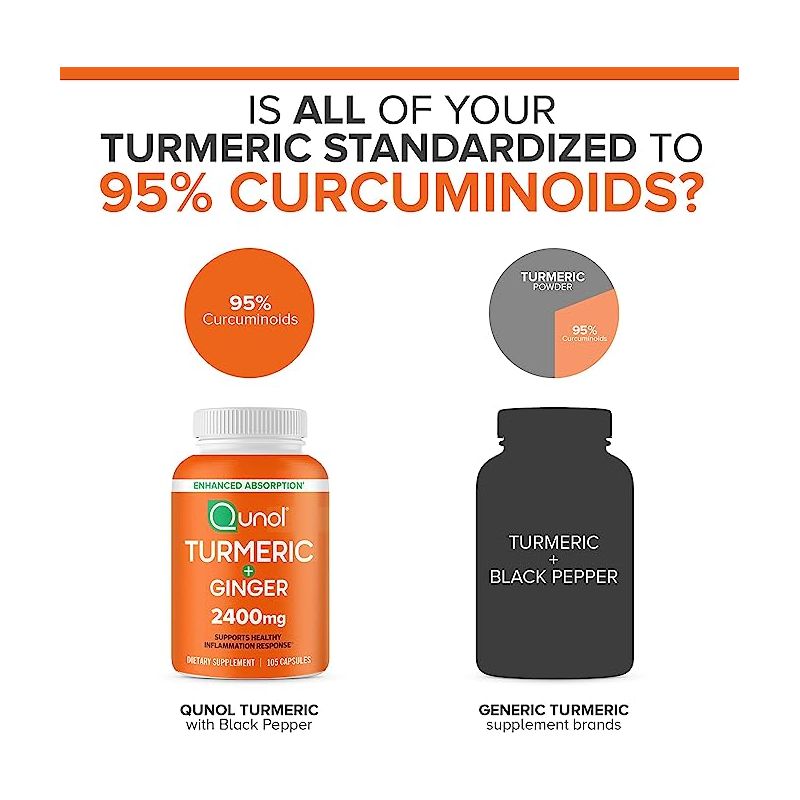 IS ALL OF YOUR
TURMERIC STANDARDIZED TO
95% CURCUMINOIDS?
95%
Curcuminoids
TURMERIC
POWDER
95%
Curcuminoids
ENHANCED ABSORPTION*
Qunol®
TURMERIC
+
GINGER
2400mg
SUPPORTS HEALTHY
INFLAMMATION RESPONSE*
DIETARY SUPPLEMENT | 105 CAPSULES
TURMERIC
+
BLACK PEPPER
QUNOL TURMERIC
with Black Pepper
GENERIC TURMERIC
supplement brands